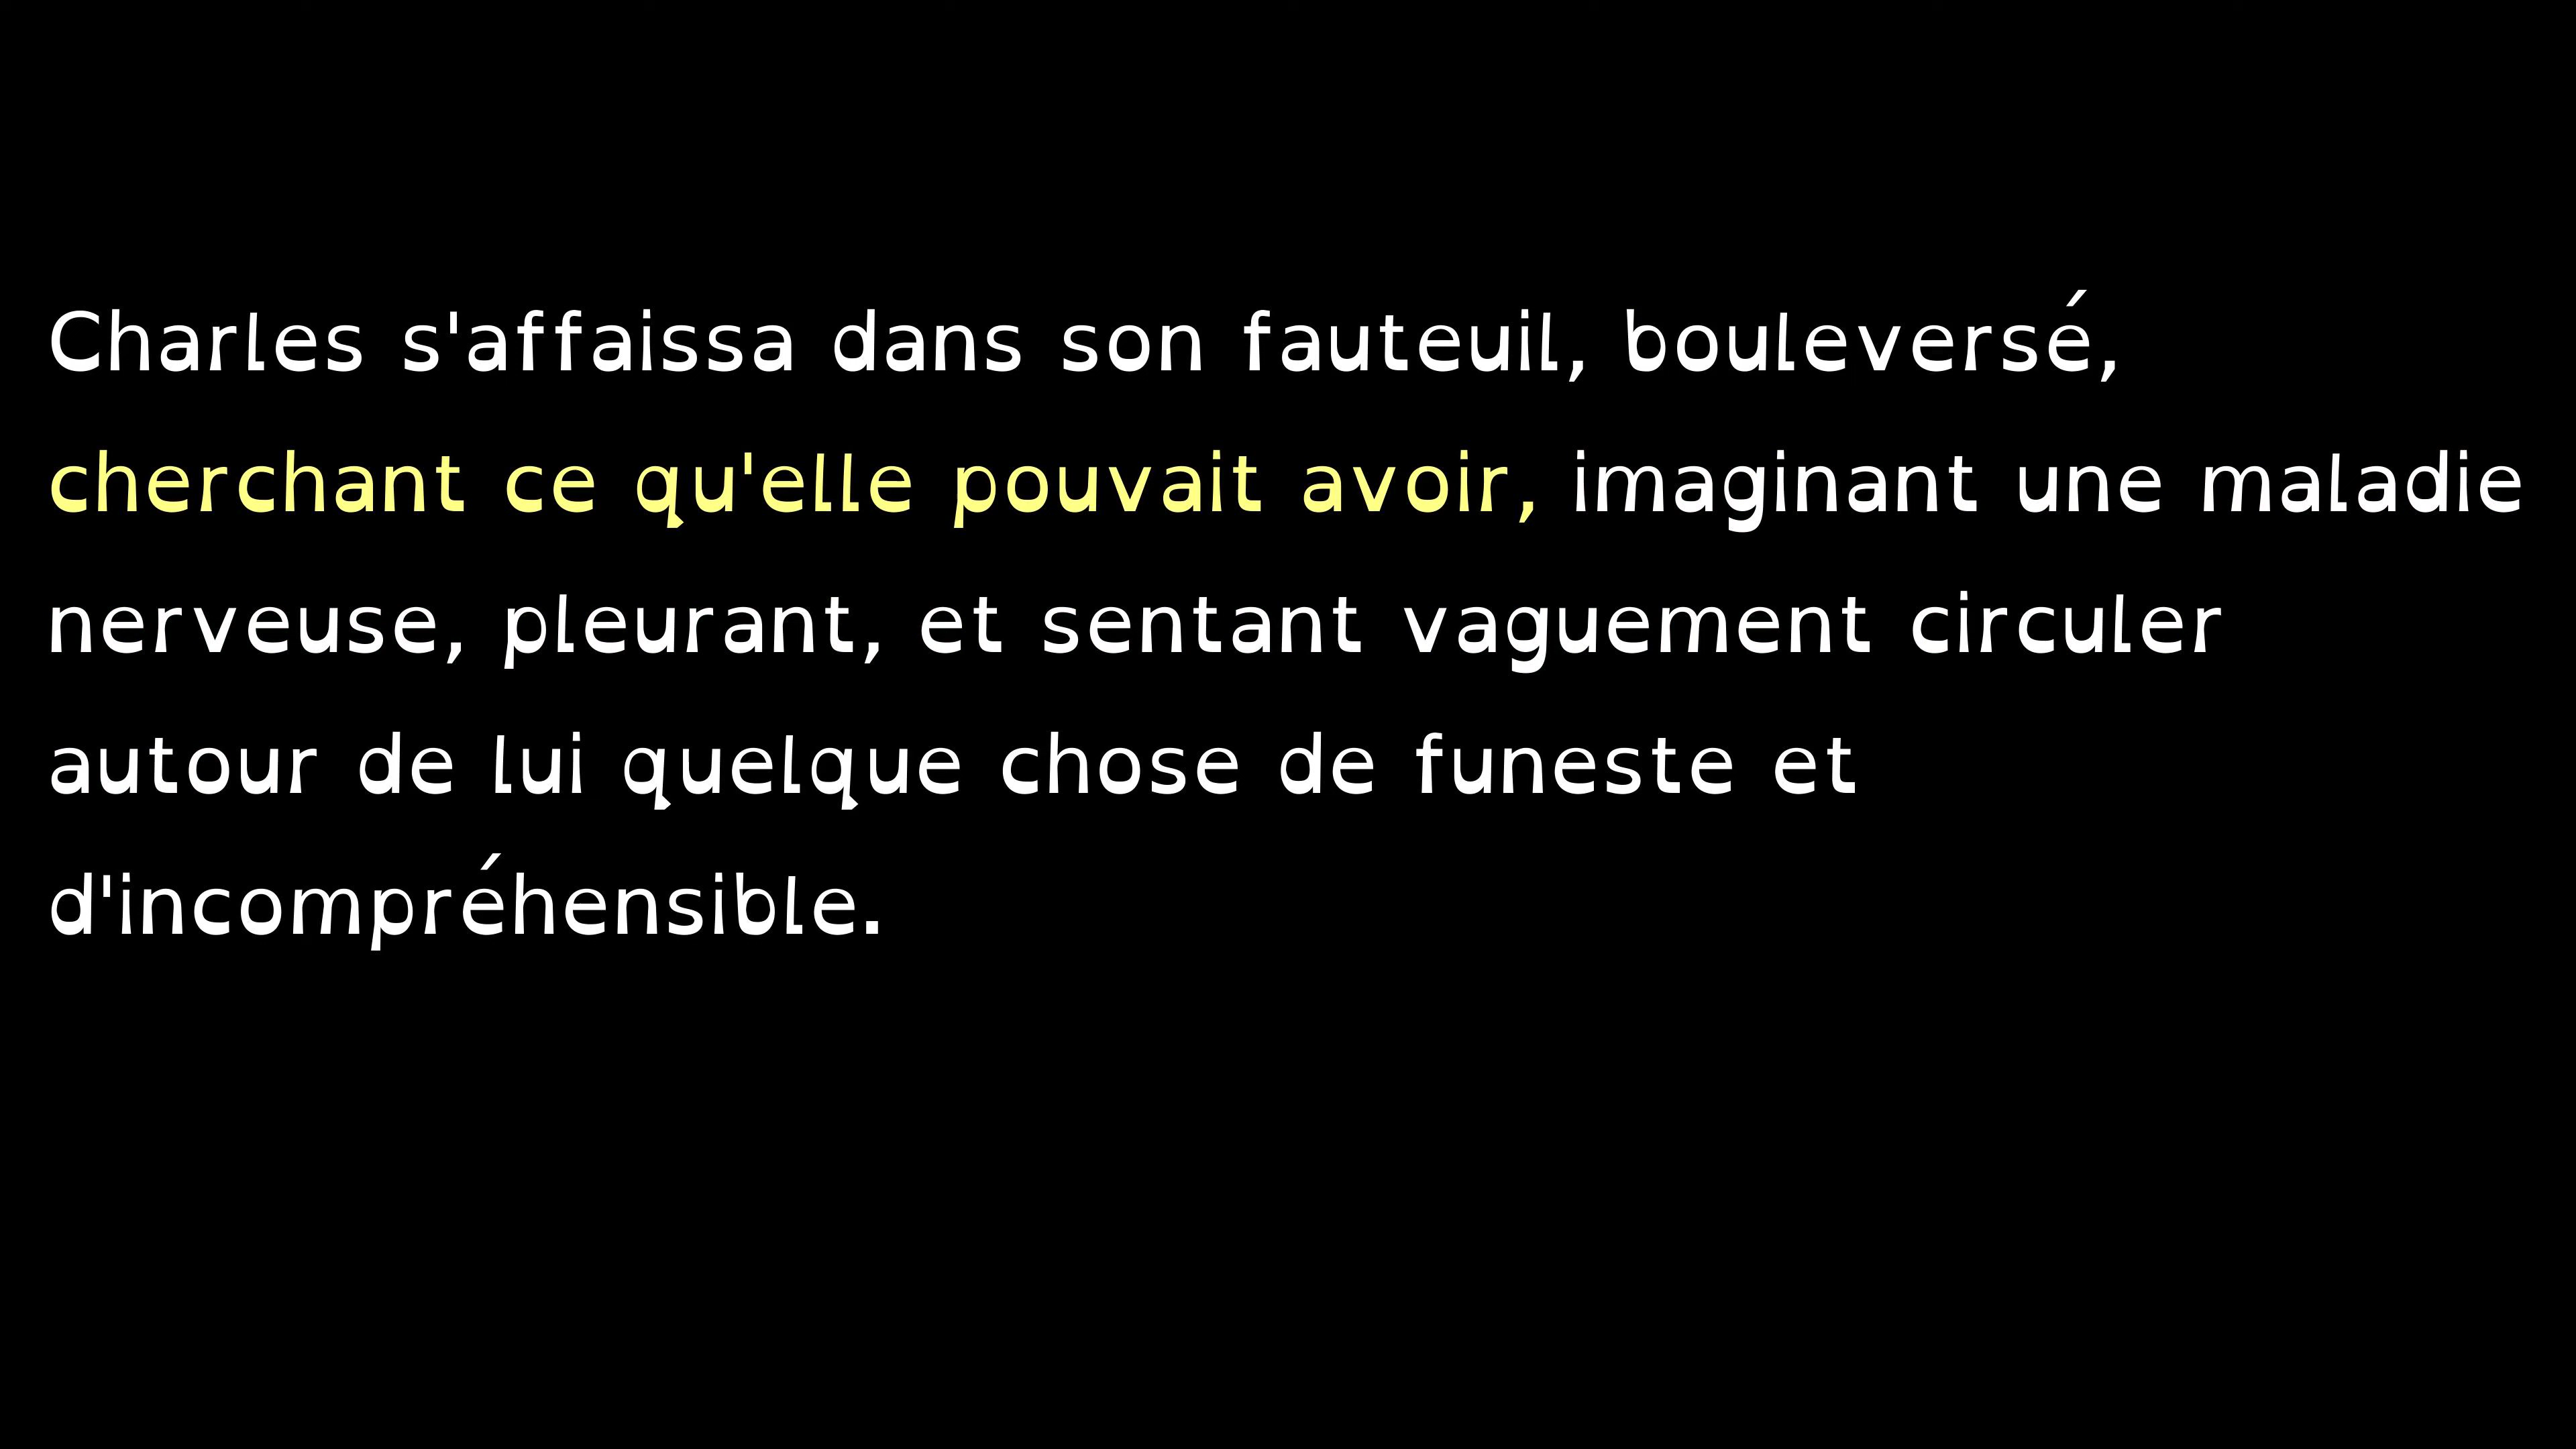 Charles s'affaissa dans son fauteuil, bouleversé,
cherchant ce qu'elle pouvait avoir, imaginant une maladie
nerveuse, pleurant, et sentant vaguement circuler
autour de lui quelque chose de funeste et
d'incompréhensible.